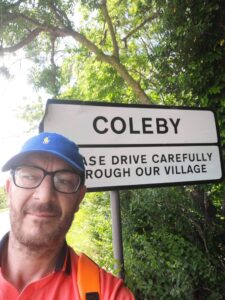 COLEBY
ASE DRIVE CAREFULLY
ROUGH OUR VILLAGE